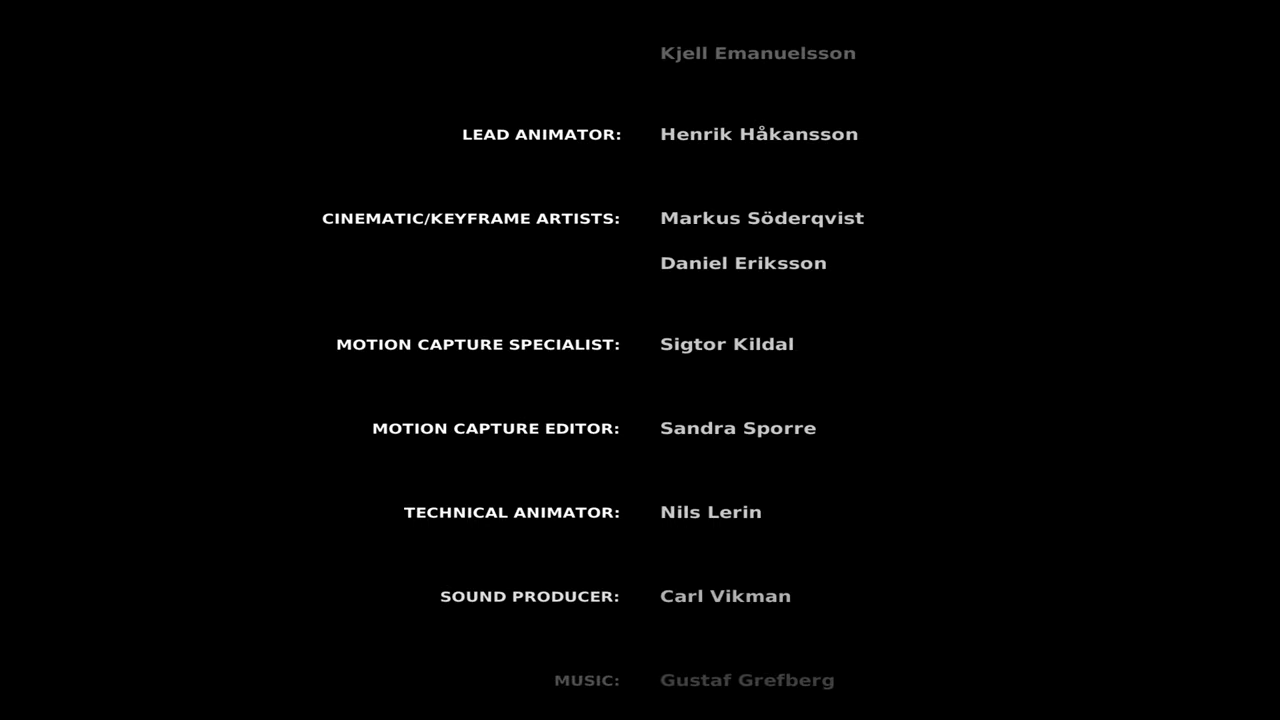 Kjell Emanuelsson
LEAD ANIMATOR: Henrik Håkansson
CINEMATIC/KEYFRAME ARTISTS: Markus Söderqvist
Daniel Eriksson
MOTION CAPTURE SPECIALIST: Sigtor Kildal
MOTION CAPTURE EDITOR: Sandra Sporre
TECHNICAL ANIMATOR: Nils Lerin
SOUND PRODUCER: Carl Vikman
MUSIC: Gustaf Grefberg